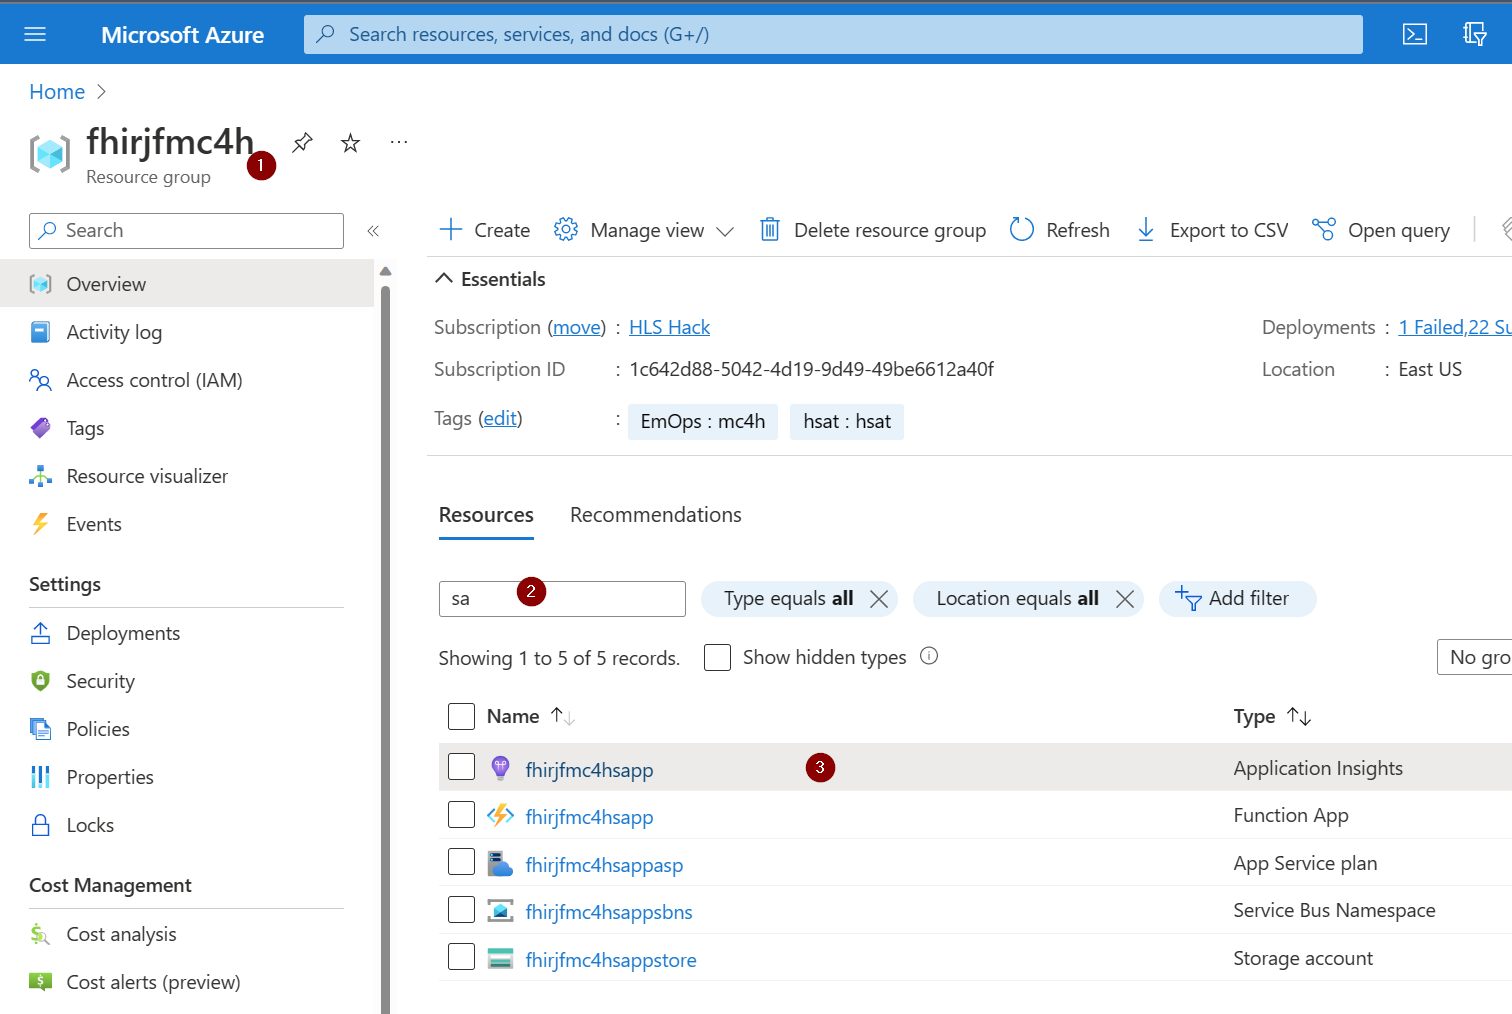 Microsoft Azure
Search resources, services, and docs (G+/)
Home
fhirjfmc4h
1
Resource group
Search
Create
Manage view
Delete resource group
Refresh
Export to CSV
Open query
Overview
Activity log
Access control (IAM)
Tags
Resource visualizer
Events
Settings
Deployments
Security
Policies
Properties
Locks
Cost Management
Cost analysis
Cost alerts (preview)
Essentials
Subscription (move) : HLS Hack
Deployments : 1 Failed,22 Su
Subscription ID : 1c642d88-5042-4d19-9d49-49be6612a40f
Location : East US
Tags (edit) : EmOps : mc4h hsat : hsat
Resources Recommendations
sa 2 Type equals all Location equals all Add filter
Showing 1 to 5 of 5 records. Show hidden types No gro
Name Type
fhirjfmc4hsapp 3 Application Insights
fhirjfmc4hsapp Function App
fhirjfmc4hsappasp App Service plan
fhirjfmc4hsappsbns Service Bus Namespace
fhirjfmc4hsappstore Storage account